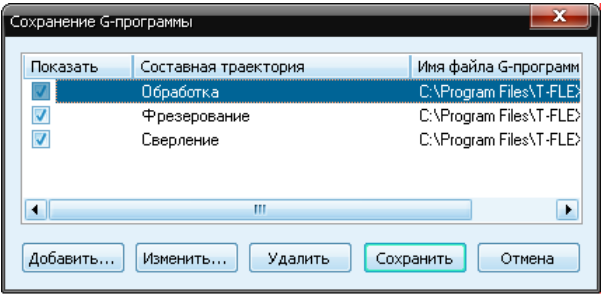 Сохранение G-программы
Показать Составная траектория Имя файла G-программ
Обработка C:\Program Files\T-FLEX
Фрезерование C:\Program Files\T-FLEX
Сверление C:\Program Files\T-FLEX
Добавить... Изменить... Удалить Сохранить Отмена